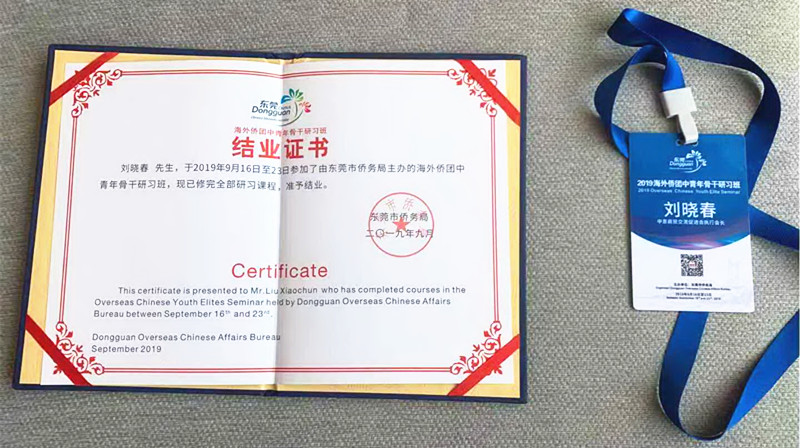 东莞
Dongguan
海外侨团中青年骨干研习班
结业证书
刘晓春 先生，于2019年9月16日至23日参加了由东莞市侨务局主办的海外侨团中
青年骨干研习班，现已修完全部研习课程，准予结业。
东莞市侨务局
二〇一九年九月
Certificate
This certificate is presented to Mr. Liu Xiaochun who has completed courses in the
Overseas Chinese Youth Elites Seminar held by Dongguan Overseas Chinese Affairs
Bureau between September 16th and 23rd.
Dongguan Overseas Chinese Affairs Bureau
September 2019
东莞
Dongguan
2019海外侨团中青年骨干研习班
2019 Overseas Chinese Youth Elite Seminar
刘晓春